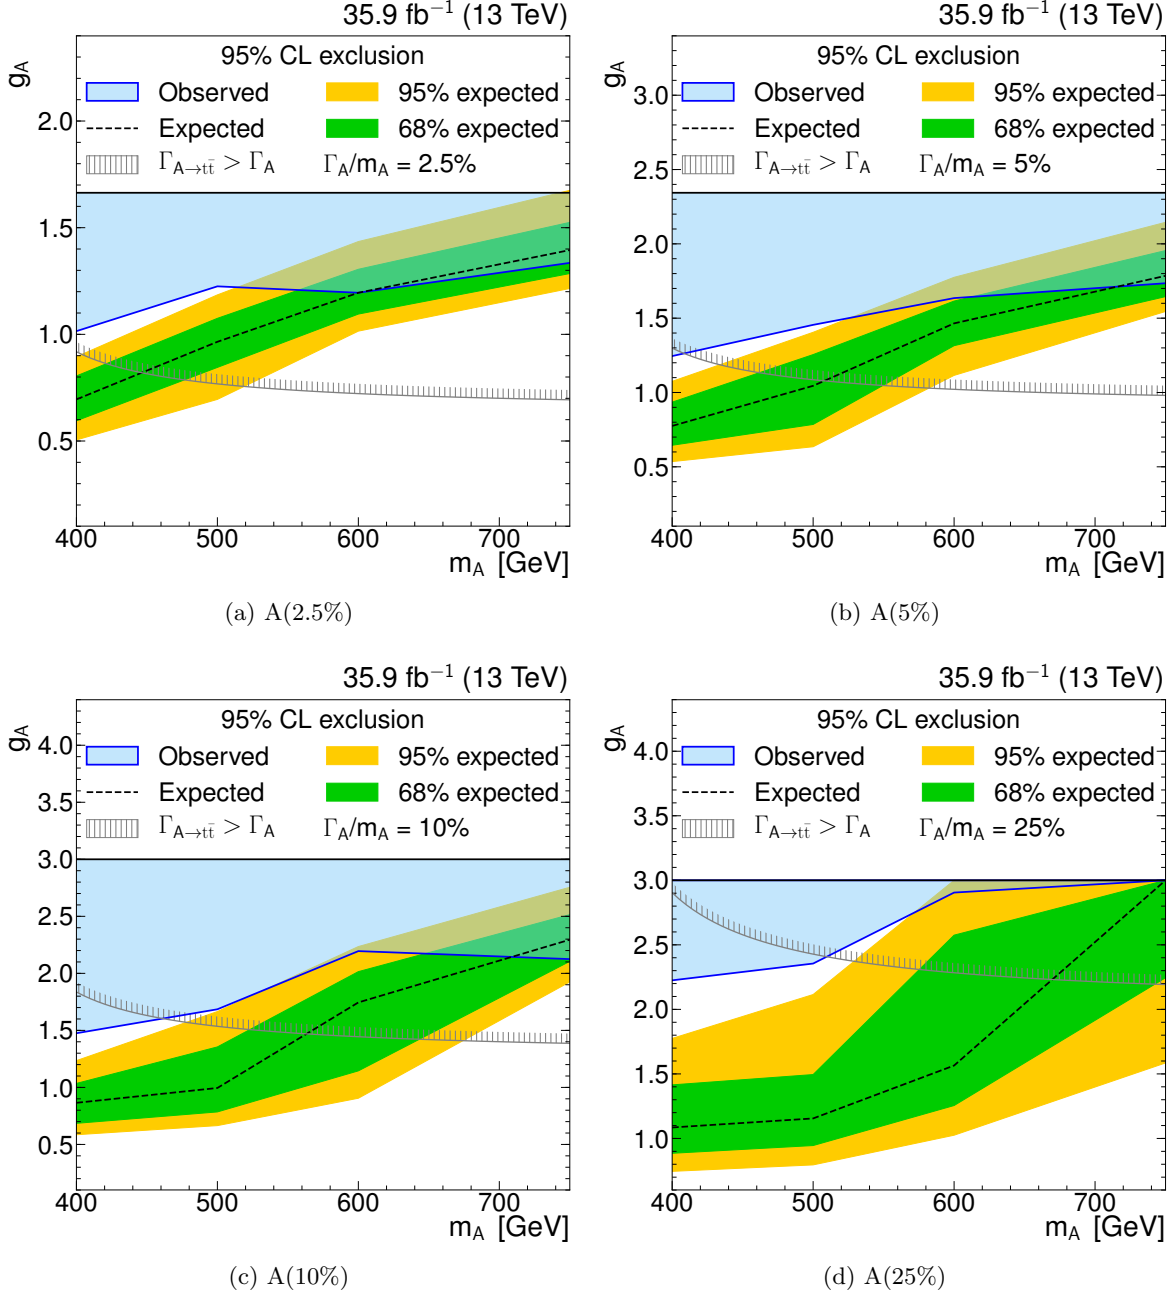 35.9 fb⁻¹ (13 TeV)
95% CL exclusion
Observed
95% expected
Expected
68% expected
Γ_{A→tt̄} > Γ_A
Γ_A/m_A = 2.5%
g_A
2.0
1.5
1.0
0.5
400 500 600 700
m_A [GeV]
(a) A(2.5%)
35.9 fb⁻¹ (13 TeV)
95% CL exclusion
Observed
95% expected
Expected
68% expected
Γ_{A→tt̄} > Γ_A
Γ_A/m_A = 5%
g_A
3.0
2.5
2.0
1.5
1.0
0.5
400 500 600 700
m_A [GeV]
(b) A(5%)
35.9 fb⁻¹ (13 TeV)
95% CL exclusion
Observed
95% expected
Expected
68% expected
Γ_{A→tt̄} > Γ_A
Γ_A/m_A = 10%
g_A
4.0
3.5
3.0
2.5
2.0
1.5
1.0
0.5
400 500 600 700
m_A [GeV]
(c) A(10%)
35.9 fb⁻¹ (13 TeV)
95% CL exclusion
Observed
95% expected
Expected
68% expected
Γ_{A→tt̄} > Γ_A
Γ_A/m_A = 25%
g_A
4.0
3.5
3.0
2.5
2.0
1.5
1.0
400 500 600 700
m_A [GeV]
(d) A(25%)